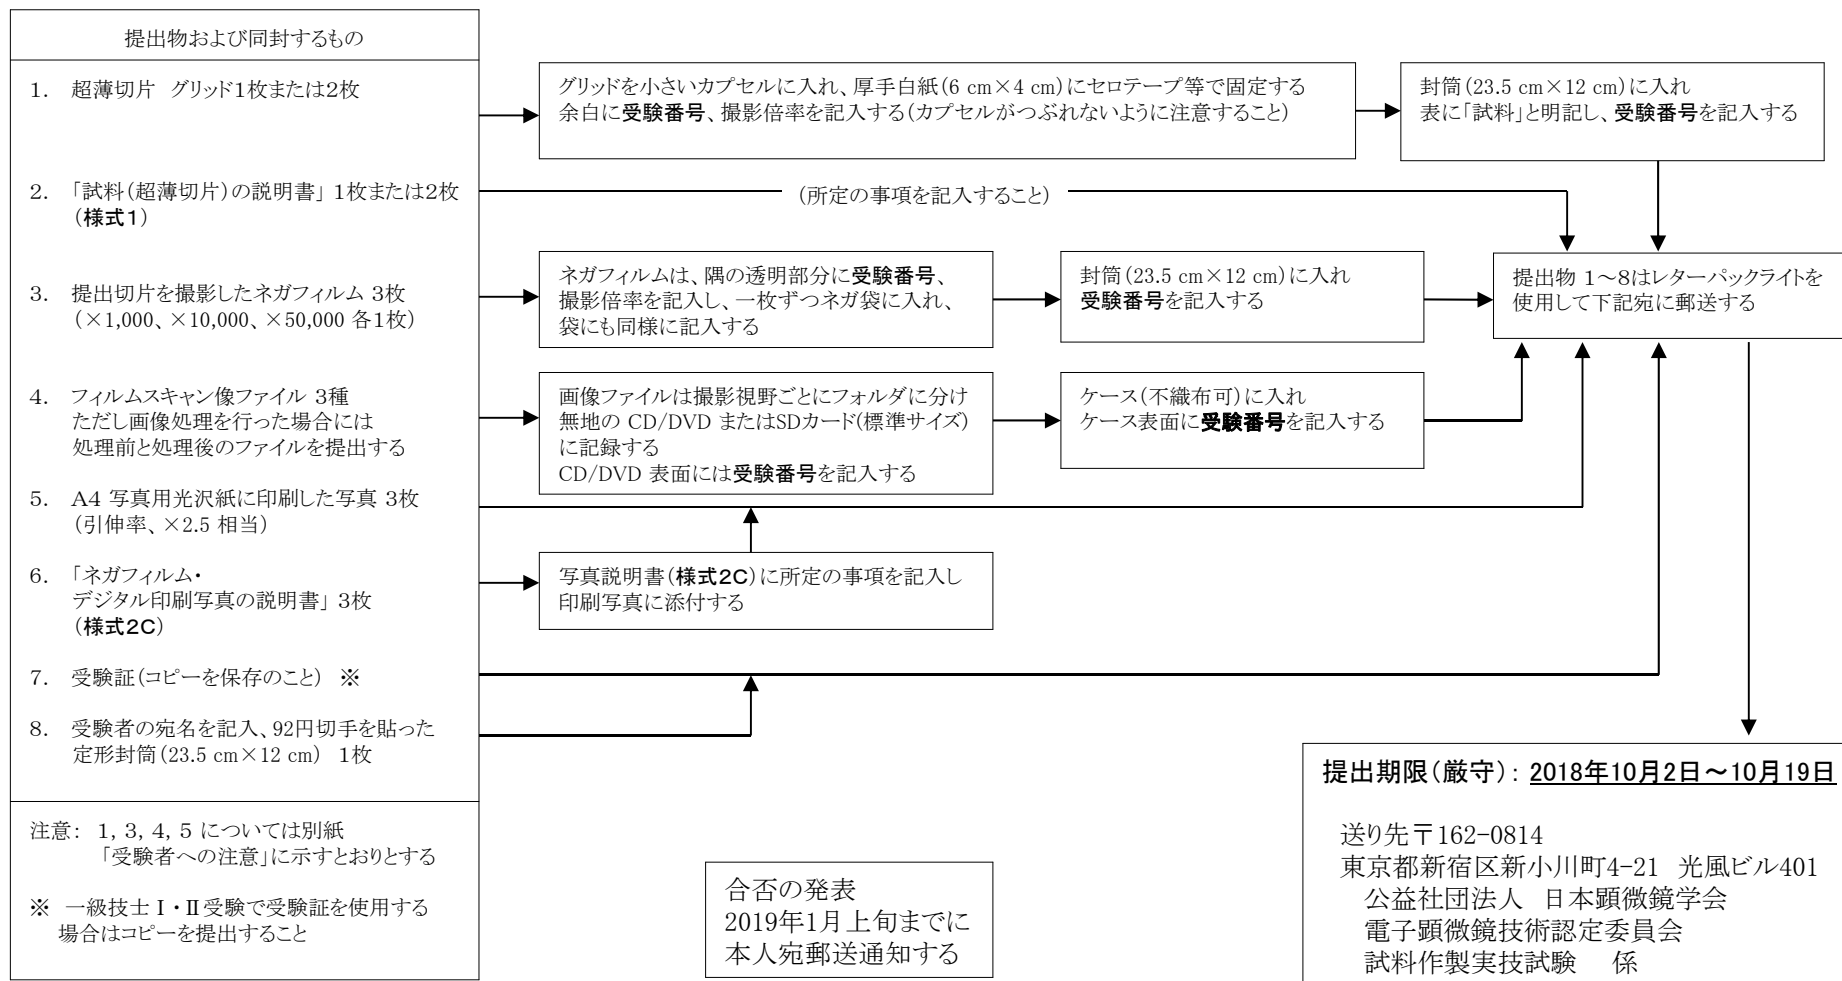 提出物および同封するもの
1. 超薄切片 グリッド1枚または2枚
グリッドを小さいカプセルに入れ、厚手白紙(6 cm×4 cm)にセロテープ等で固定する
余白に受験番号、撮影倍率を記入する(カプセルがつぶれないように注意すること)
封筒(23.5 cm×12 cm)に入れ
表に「試料」と明記し、受験番号を記入する
2. 「試料(超薄切片)の説明書」 1枚または2枚
(様式1)
(所定の事項を記入すること)
3. 提出切片を撮影したネガフィルム 3枚
(×1,000、×10,000、×50,000 各1枚)
ネガフィルムは、隅の透明部分に受験番号、
撮影倍率を記入し、一枚ずつネガ袋に入れ、
袋にも同様に記入する
封筒(23.5 cm×12 cm)に入れ
受験番号を記入する
提出物 1~8はレターパックライトを
使用して下記宛に郵送する
4. フィルムスキャン像ファイル 3種
ただし画像処理を行った場合には
処理前と処理後のファイルを提出する
画像ファイルは撮影視野ごとにフォルダに分け
無地の CD/DVD またはSDカード(標準サイズ)
に記録する
CD/DVD 表面には受験番号を記入する
ケース(不織布可)に入れ
ケース表面に受験番号を記入する
5. A4 写真用光沢紙に印刷した写真 3枚
(引伸率、×2.5 相当)
6. 「ネガフィルム・
デジタル印刷写真の説明書」 3枚
(様式2C)
写真説明書(様式2C)に所定の事項を記入し
印刷写真に添付する
7. 受験証(コピーを保存のこと) ※
8. 受験者の宛名を記入、92円切手を貼った
定形封筒(23.5 cm×12 cm) 1枚
注意: 1, 3, 4, 5 については別紙
「受験者への注意」に示すとおりとする
※ 一級技士Ⅰ・Ⅱ受験で受験証を使用する
場合はコピーを提出すること
合否の発表
2019年1月上旬までに
本人宛郵送通知する
提出期限(厳守): 2018年10月2日~10月19日
送り先〒162-0814
東京都新宿区新小川町4-21 光風ビル401
公益社団法人 日本顕微鏡学会
電子顕微鏡技術認定委員会
試料作製実技試験 係